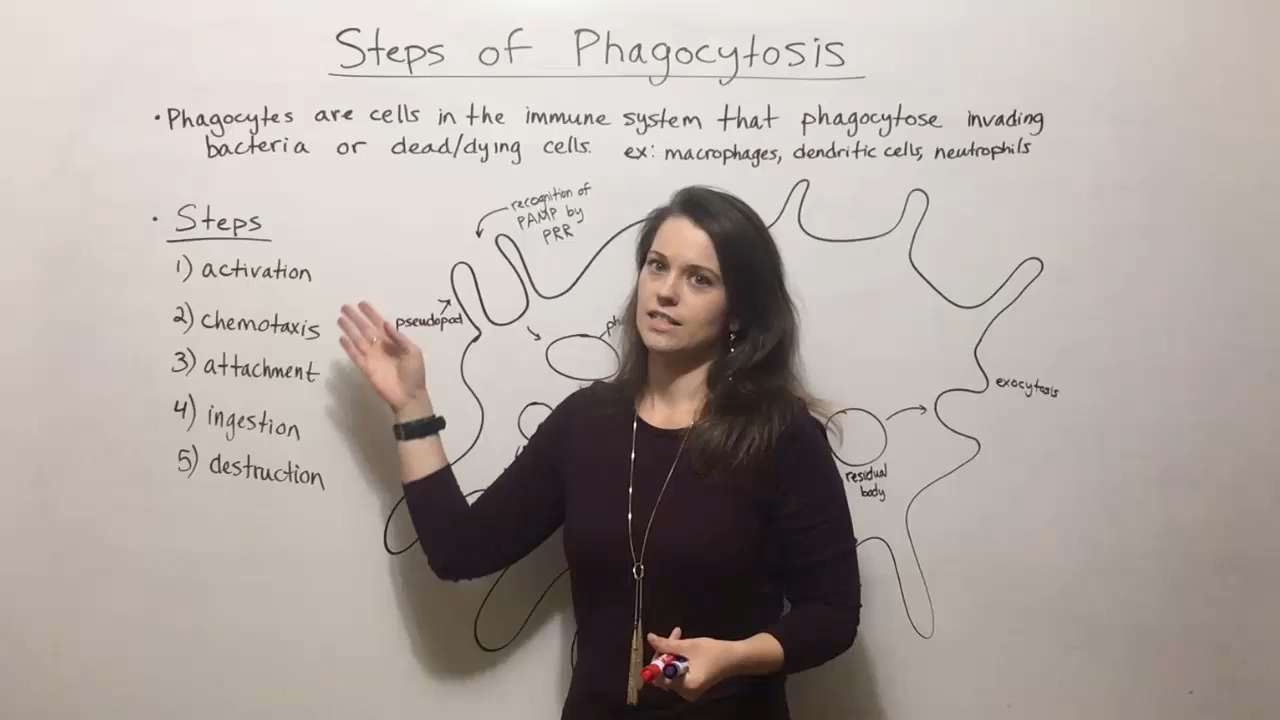 Steps of Phagocytosis
• Phagocytes are cells in the immune system that phagocytose invading
bacteria or dead/dying cells. ex: macrophages, dendritic cells, neutrophils
• Steps
1) activation
2) chemotaxis
3) attachment
4) ingestion
5) destruction
recognition of
PAMP by
PRR
pseudopod
exocytosis
residual
body